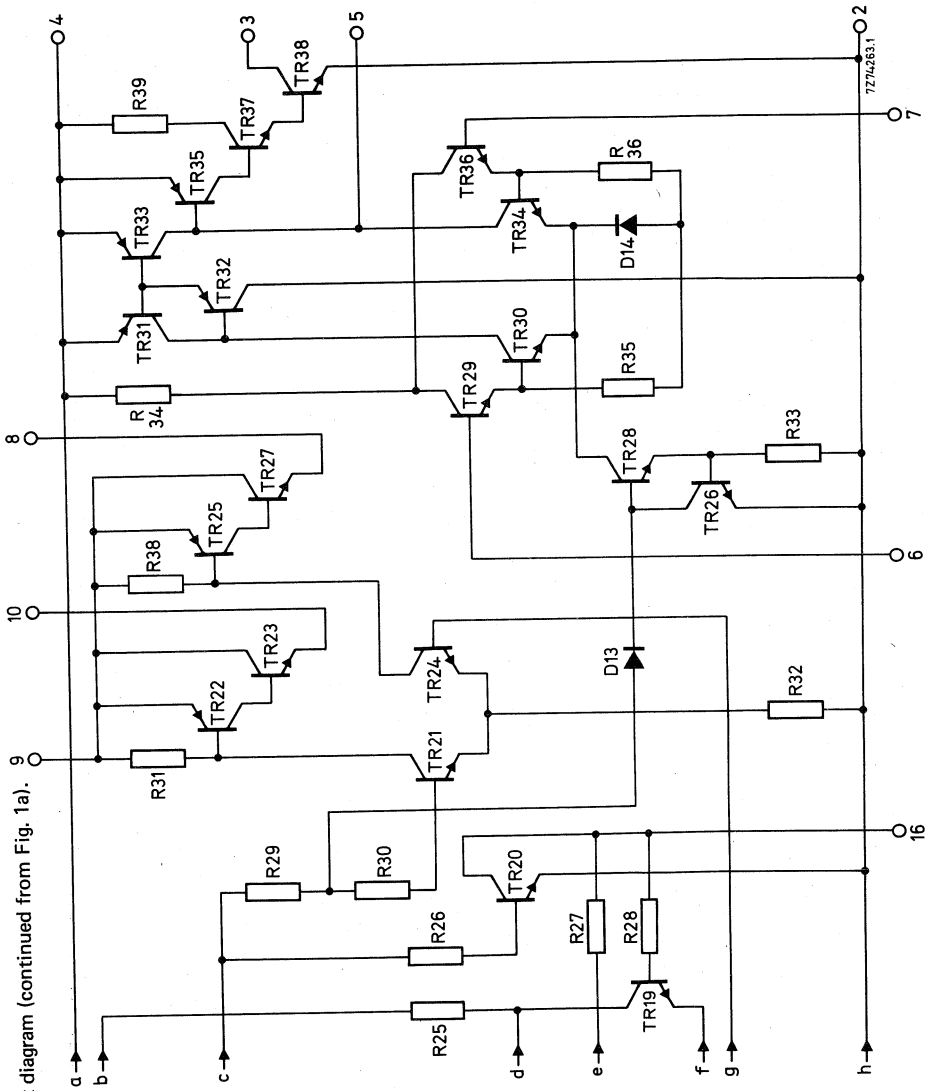 : diagram (continued from Fig. 1a).
4
3
5
2
7Z74263.1
R39
TR38
TR37
TR35
TR33
TR32
TR31
R
34
TR36
R
36
TR34
D14
TR30
TR29
R35
7
8
TR27
TR25
R38
TR28
R33
TR26
6
10
TR23
TR22
R31
TR24
TR21
D13
R32
9
R29
R30
R26
R25
TR20
R27
R28
TR19
16
a
b
c
d
e
f
g
h